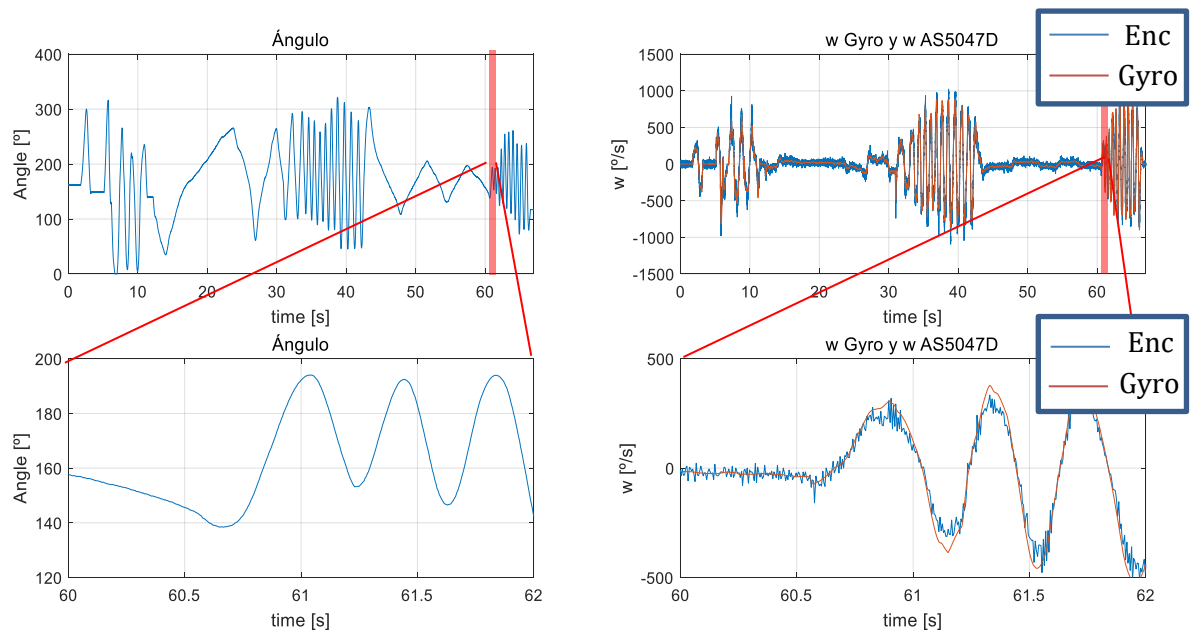 Ángulo
400
300
200
100
0
Angle [º]
0
10
20
30
40
50
60
time [s]
w Gyro y w AS5047D
1500
1000
500
0
-500
-1000
-1500
w [º/s]
0
10
20
30
40
50
60
time [s]
Enc
Gyro
Ángulo
200
180
160
140
120
Angle [º]
60
60.5
61
61.5
62
time [s]
w Gyro y w AS5047D
500
0
-500
w [º/s]
60
60.5
61
61.5
62
time [s]
Enc
Gyro